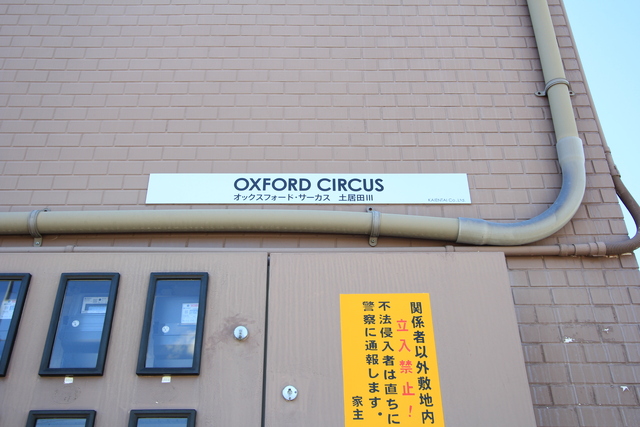 OXFORD CIRCUS
オックスフォード・サーカス 土居田III
関係者以外敷地内
立入禁止!
不法侵入者は直ちに
警察に通報します。
家主